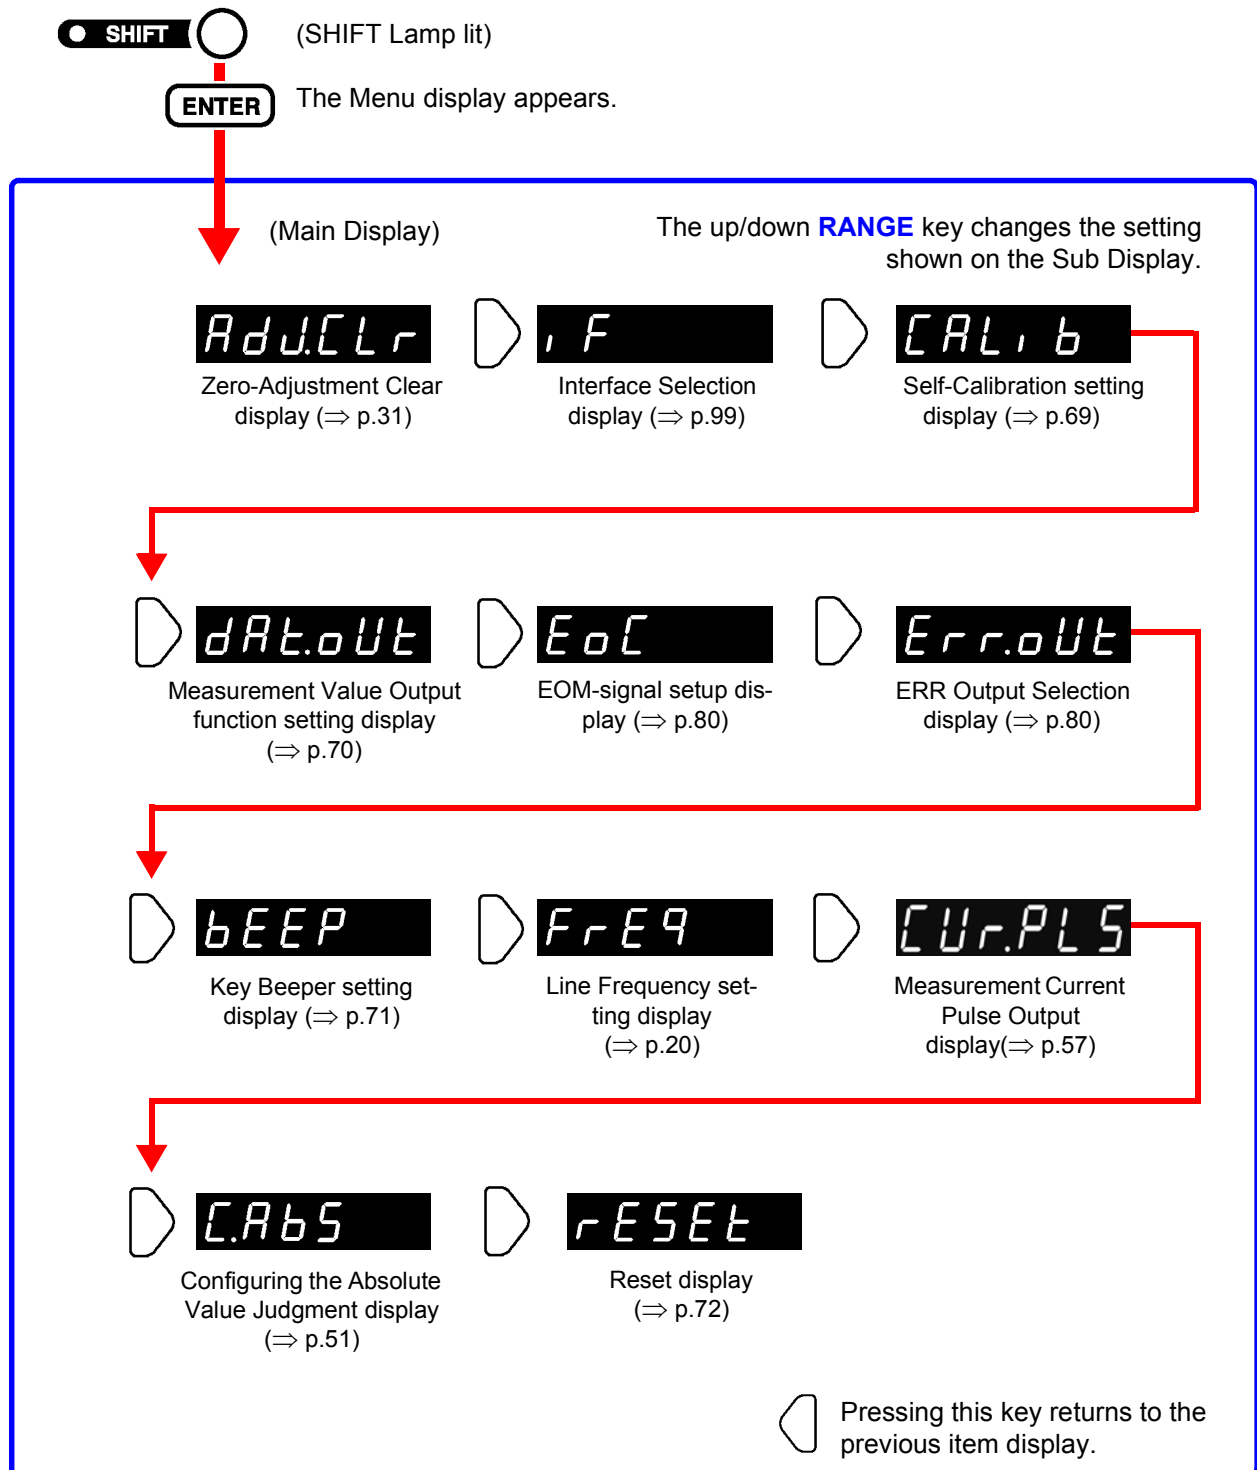 SHIFT
(SHIFT Lamp lit)
ENTER
The Menu display appears.
(Main Display)
The up/down RANGE key changes the setting
shown on the Sub Display.
AdJ.CLr
iF
CALib
Zero-Adjustment Clear
display (⇒ p.31)
Interface Selection
display (⇒ p.99)
Self-Calibration setting
display (⇒ p.69)
dAt.oUt
EoC
Err.oUt
Measurement Value Output
function setting display
(⇒ p.70)
EOM-signal setup dis-
play (⇒ p.80)
ERR Output Selection
display (⇒ p.80)
bEEP
FrEq
CUr.PLS
Key Beeper setting
display (⇒ p.71)
Line Frequency set-
ting display
(⇒ p.20)
Measurement Current
Pulse Output
display(⇒ p.57)
C.AbS
rESEt
Configuring the Absolute
Value Judgment display
(⇒ p.51)
Reset display
(⇒ p.72)
Pressing this key returns to the
previous item display.